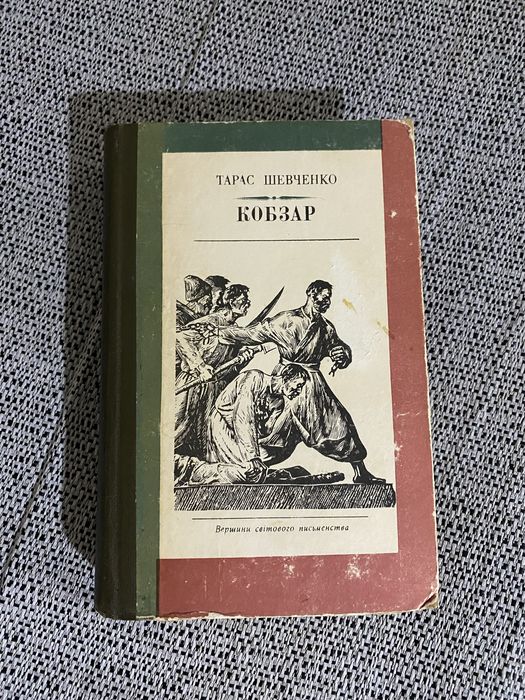 ТАРАС ШЕВЧЕНКО
КОБЗАР
Вершини світового письменства